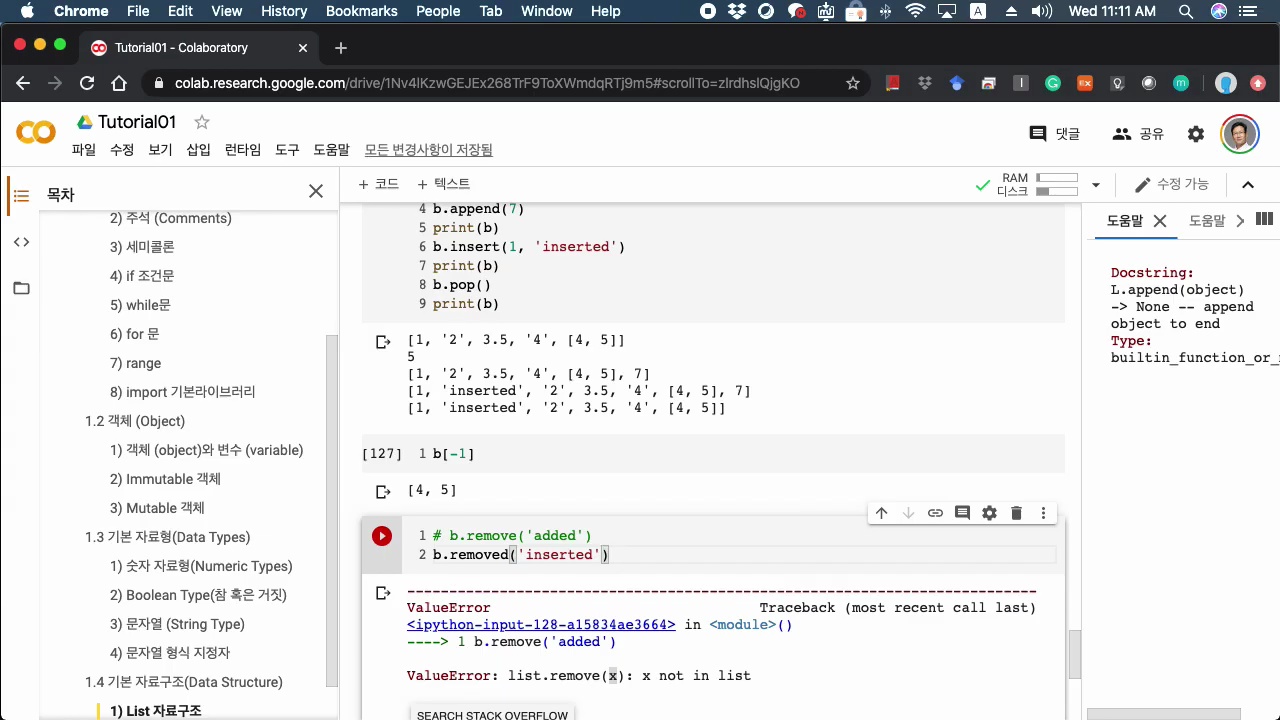 Chrome File Edit View History Bookmarks People Tab Window Help A Wed 11:11 AM
Tutorial01 - Colaboratory
colab.research.google.com/drive/1Nv4lKzwGEJEx268TrF9ToXWmdqRTj9m5#scrollTo=zlrdhslQjgKO
Tutorial01
댓글 공유
파일 수정 보기 삽입 런타임 도구 도움말 모든 변경사항이 저장됨
+ 코드 + 텍스트
RAM
디스크
수정 가능
목차
2) 주석 (Comments)
3) 세미콜론
4) if 조건문
5) while문
6) for 문
7) range
8) import 기본라이브러리
1.2 객체 (Object)
1) 객체 (object)와 변수 (variable)
2) Immutable 객체
3) Mutable 객체
1.3 기본 자료형(Data Types)
1) 숫자 자료형(Numeric Types)
2) Boolean Type(참 혹은 거짓)
3) 문자열 (String Type)
4) 문자열 형식 지정자
1.4 기본 자료구조(Data Structure)
1) List 자료구조
4 b.append(7)
5 print(b)
6 b.insert(1, 'inserted')
7 print(b)
8 b.pop()
9 print(b)
[1, '2', 3.5, '4', [4, 5]]
5
[1, '2', 3.5, '4', [4, 5], 7]
[1, 'inserted', '2', 3.5, '4', [4, 5], 7]
[1, 'inserted', '2', 3.5, '4', [4, 5]]
[127] 1 b[-1]
[4, 5]
1 # b.remove('added')
2 b.removed('inserted')
---------------------------------------------------------------------------
ValueError Traceback (most recent call last)
<ipython-input-128-a15834ae3664> in <module>()
----> 1 b.remove('added')
ValueError: list.remove(x): x not in list
SEARCH STACK OVERFLOW
도움말 도움말
Docstring:
L.append(object)
-> None -- append
object to end
Type:
builtin_function_or_